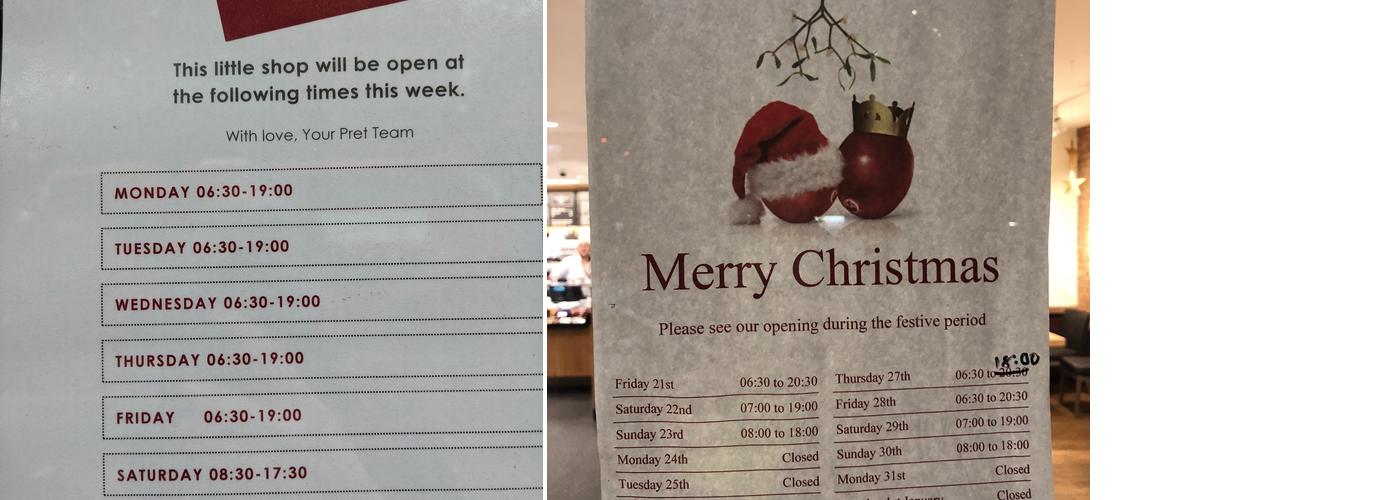 This little shop will be open at
the following times this week.
With love, Your Pret Team
MONDAY 06:30-19:00
TUESDAY 06:30-19:00
WEDNESDAY 06:30-19:00
THURSDAY 06:30-19:00
FRIDAY 06:30-19:00
SATURDAY 08:30-17:30
Merry Christmas
Please see our opening during the festive period
Friday 21st 06:30 to 20:30
Saturday 22nd 07:00 to 19:00
Sunday 23rd 08:00 to 18:00
Monday 24th Closed
Tuesday 25th Closed
18:00
Thursday 27th 06:30 to 20:30
Friday 28th 06:30 to 20:30
Saturday 29th 07:00 to 19:00
Sunday 30th 08:00 to 18:00
Monday 31st Closed
January Closed